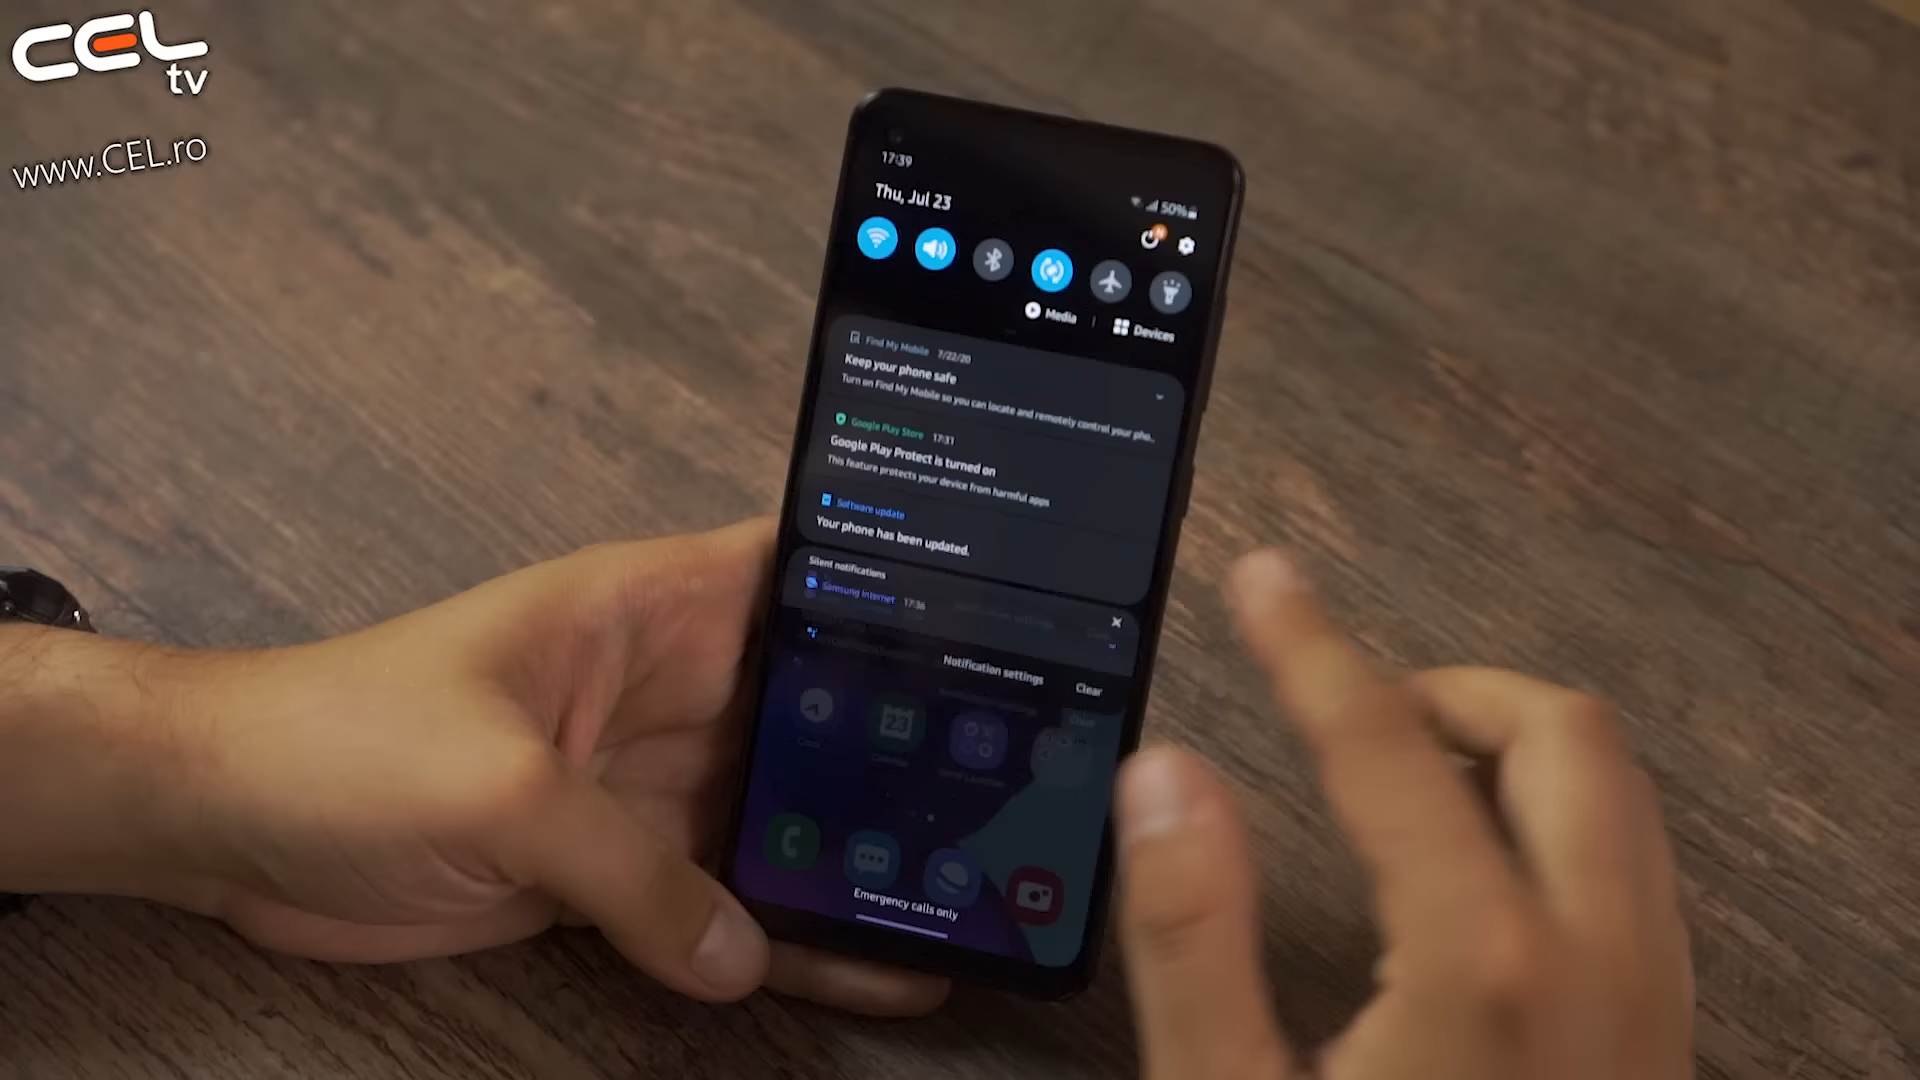 CEL
tv
www.CEL.ro
17:39
Thu, Jul 23
50%
Media
Devices
Find My Mobile 7/22/20
Keep your phone safe
Turn on Find My Mobile so you can locate and remotely control your pho...
Google Play Store 17:31
Google Play Protect is turned on
This feature protects your device from harmful apps
Software update
Your phone has been updated.
Silent notifications
Samsung Internet 17:36
Notification settings
Clear
23
Clock
Calendar
Emergency calls only